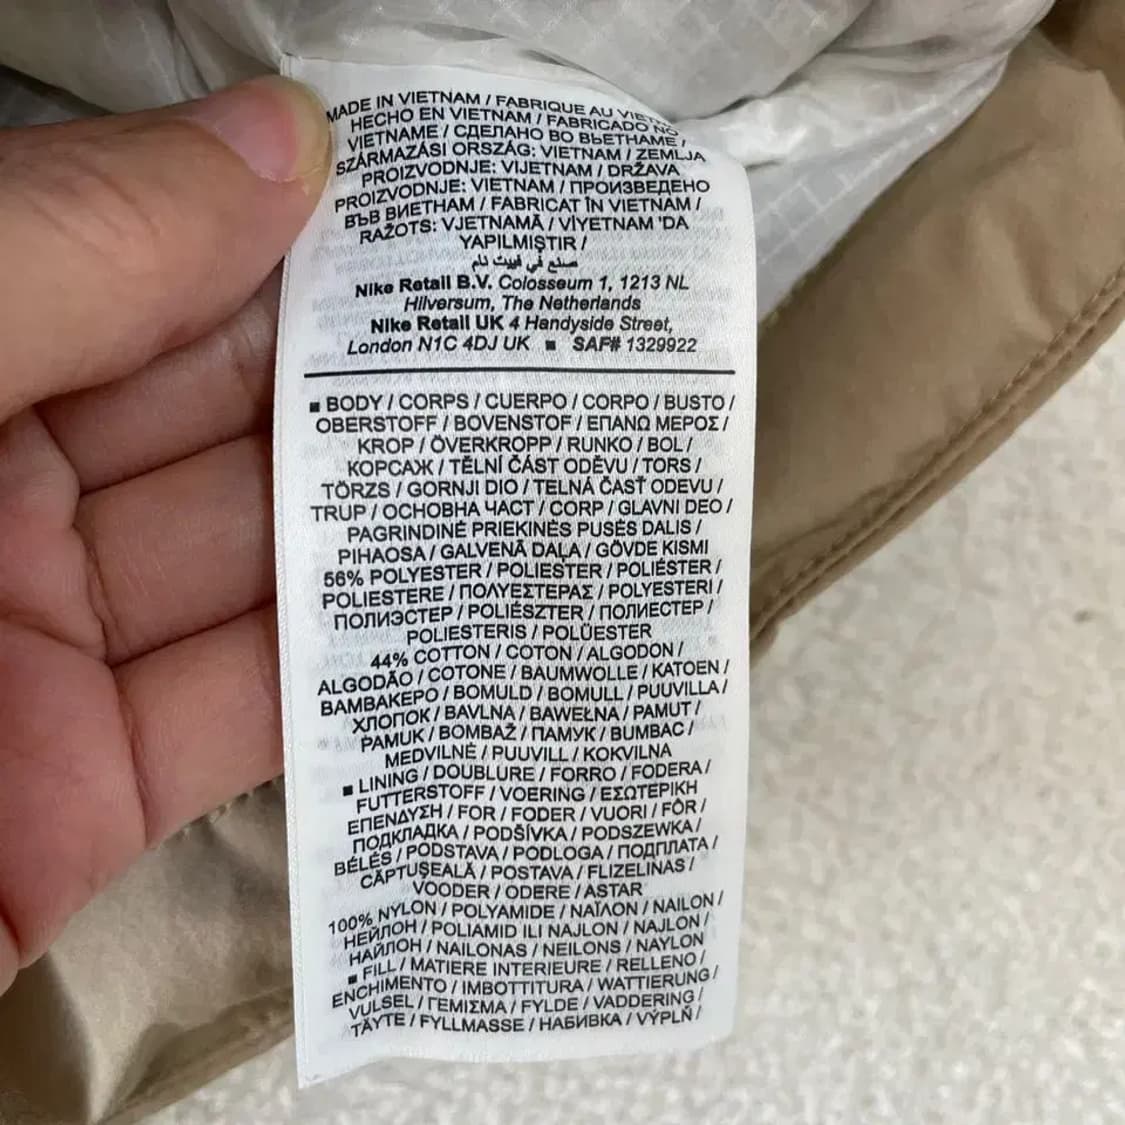 MADE IN VIETNAM / FABRIQUE AU
HECHO EN VIETNAM / FABRICADO NO
VIETNAME / СДЕЛАНО ВО ВЬЕТНАМЕ /
SZÁRMAZÁSI ORSZÁG: VIETNAM / ZEMLJA
PROIZVODNJE: VIJETNAM / DRŽAVA
PROIZVODNJE: VIETNAM / ПРОИЗВЕДЕНО
ВЪВ ВИЕТНАМ / FABRICAT ÎN VIETNAM /
RAŽOTS: VJETNAMĀ / VİYETNAM 'DA
YAPILMIŞTIR /
صنع في فييت نام
Nike Retail B.V. Colosseum 1, 1213 NL
Hilversum, The Netherlands
Nike Retail UK 4 Handyside Street,
London N1C 4DJ UK ■ SAF# 1329922
■ BODY / CORPS / CUERPO / CORPO / BUSTO /
OBERSTOFF / BOVENSTOF / ΕΠΑΝΩ ΜΕΡΟΣ /
KROP / ÖVERKROPP / RUNKO / BOL /
КОРСАЖ / TĚLNÍ ČÁST ODĚVU / TORS /
TÖRZS / GORNJI DIO / TELNÁ ČASŤ ODEVU /
TRUP / ОСНОВНА ЧАСТ / CORP / GLAVNI DEO /
PAGRINDINĖ PRIEKINĖS PUSĖS DALIS /
PIHAOSA / GALVENĀ DAĻA / GÖVDE KISMI
56% POLYESTER / POLIESTER / POLIÉSTER /
POLIESTERE / ΠΟΛΥΕΣΤΕΡΑΣ / POLYESTERI /
ПОЛИЭСТЕР / POLIÉSZTER / ПОЛИЕСТЕР /
POLIESTERIS / POLÜESTER
44% COTTON / COTON / ALGODON /
ALGODÃO / COTONE / BAUMWOLLE / KATOEN /
ΒΑΜΒΑΚΕΡΟ / BOMULD / BOMULL / PUUVILLA /
ХЛОПОК / BAVLNA / BAWEŁNA / PAMUT /
PAMUK / BOMBAŽ / ПАМУК / BUMBAC /
MEDVILNĖ / PUUVILL / KOKVILNA
■ LINING / DOUBLURE / FORRO / FODERA /
FUTTERSTOFF / VOERING / ΕΣΩΤΕΡΙΚΗ
ΕΠΕΝΔΥΣΗ / FOR / FODER / VUORI / FÔR /
ПОДКЛАДКА / PODŠÍVKA / PODSZEWKA /
BÉLÉS / PODSTAVA / PODLOGA / ПОДПЛАТА /
CĂPTUȘEALĂ / POSTAVA / FLIZELINAS /
VOODER / ODERE / ASTAR
100% NYLON / POLYAMIDE / ΝΑΪΛΟΝ / NAILON /
НЕЙЛОН / POLIAMID ILI NAJLON / NAJLON /
НАЙЛОН / NAILONAS / NEILONS / NAYLON
■ FILL / MATIERE INTERIEURE / RELLENO /
ENCHIMENTO / IMBOTTITURA / WATTIERUNG /
VULSEL / ΓΕΜΙΣΜΑ / FYLDE / VADDERING /
TÄYTE / FYLLMASSE / НАБИВКА / VÝPLŇ /